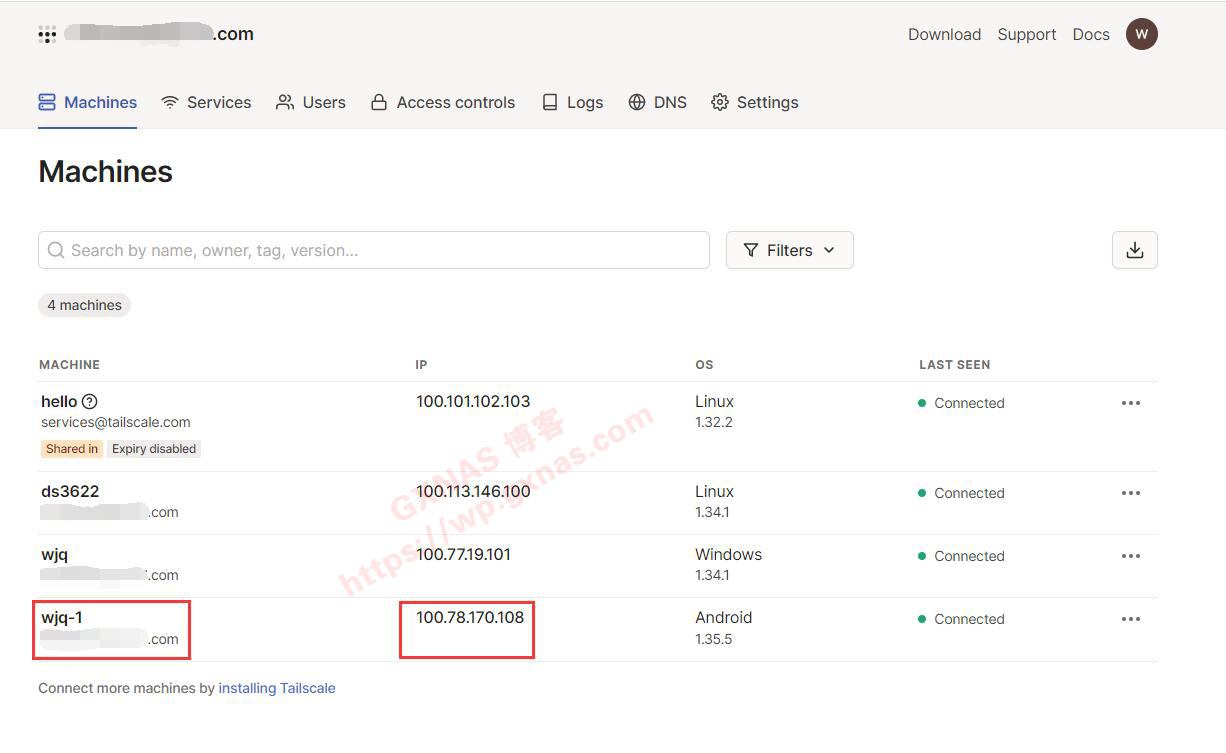 .com Download Support Docs W
Machines Services Users Access controls Logs DNS Settings
Machines
Search by name, owner, tag, version... Filters
4 machines
MACHINE IP OS LAST SEEN
hello 100.101.102.103 Linux Connected
services@tailscale.com 1.32.2
Shared in Expiry disabled
ds3622 100.113.146.100 Linux Connected
.com 1.34.1
wjq 100.77.19.101 Windows Connected
.com 1.34.1
wjq-1 100.78.170.108 Android Connected
.com 1.35.5
Connect more machines by installing Tailscale
GXNAS 博客
https://wp.gxnas.com